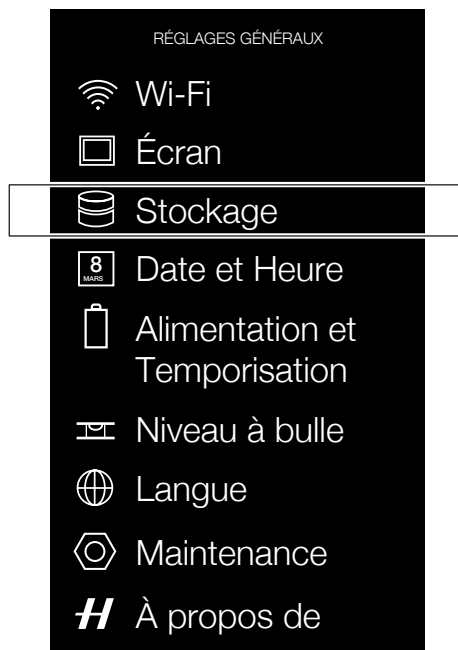 RÉGLAGES GÉNÉRAUX
Wi-Fi
Écran
Stockage
8
MARS
Date et Heure
Alimentation et
Temporisation
Niveau à bulle
Langue
Maintenance
H
À propos de